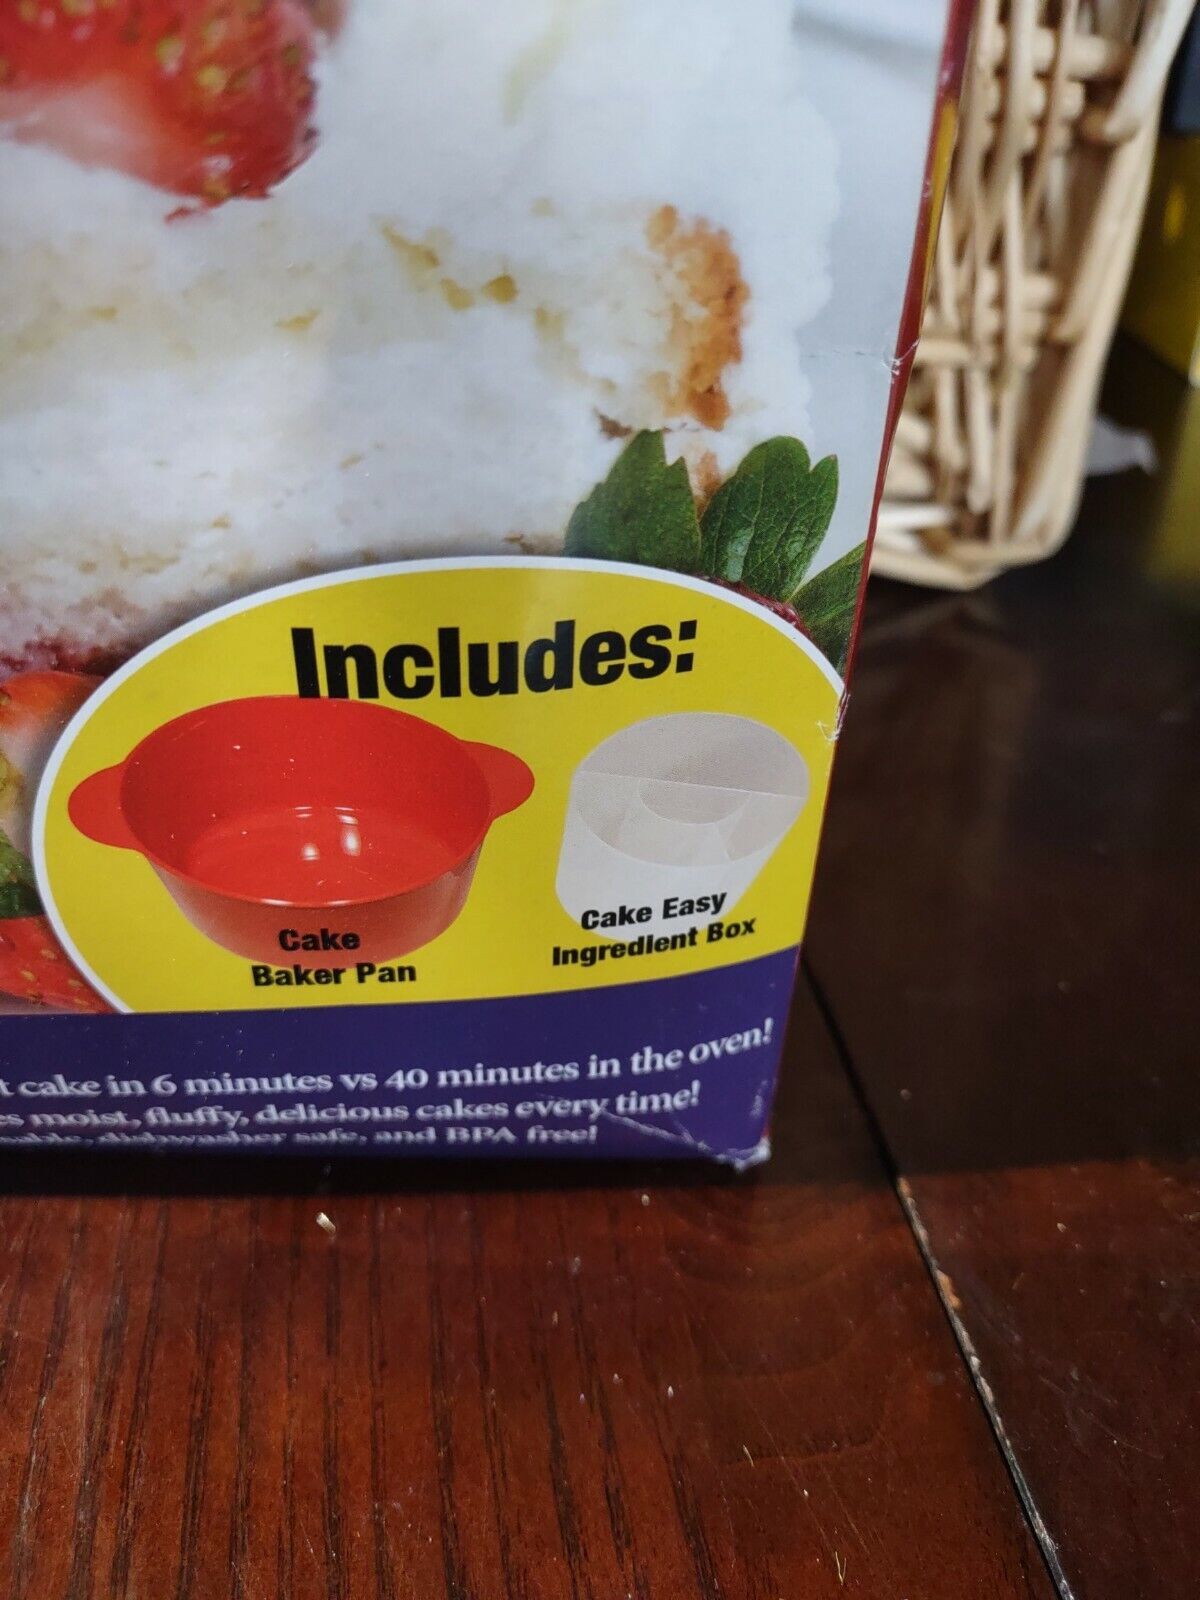 Includes:
Cake
Baker Pan
Cake Easy
Ingredient Box
cake in 6 minutes vs 40 minutes in the oven!
moist, fluffy, delicious cakes every time!
dishwasher safe, and BPA free!